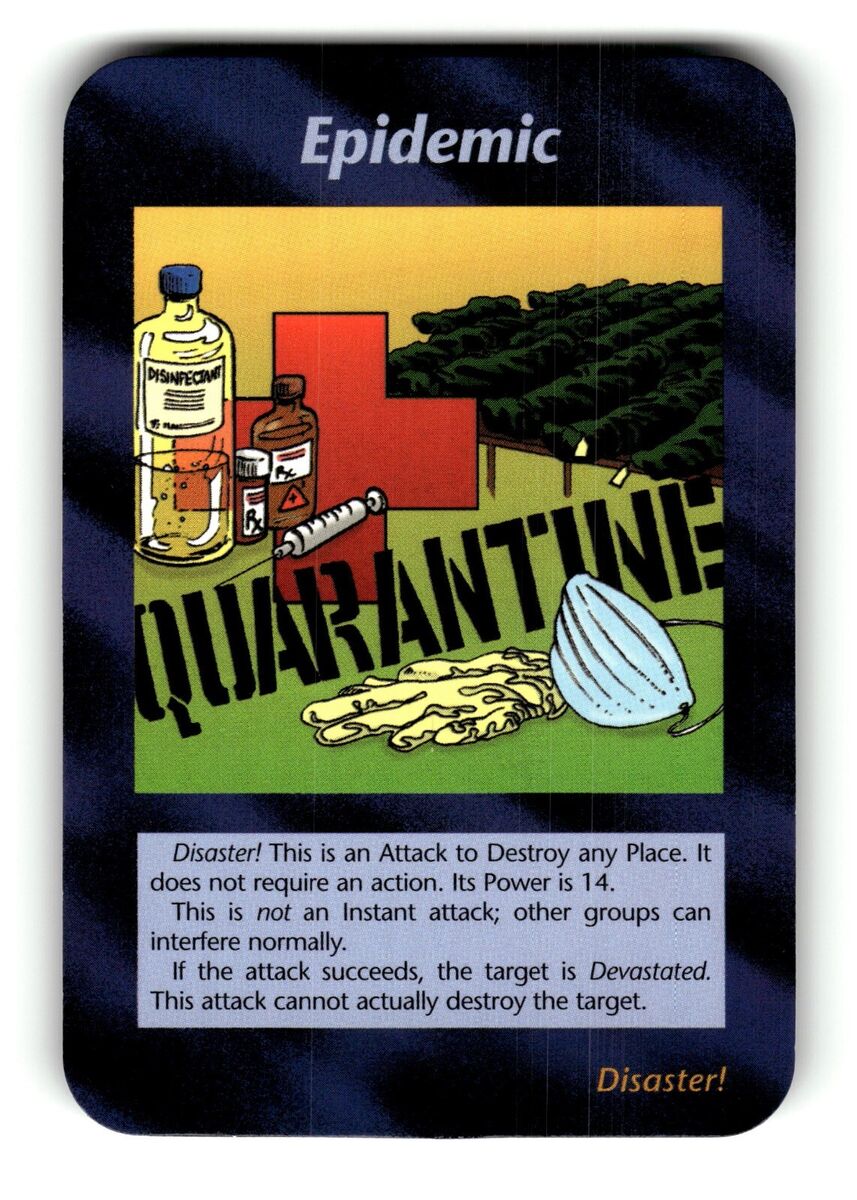 Epidemic
DISINFECTANT
Rx
Rx
QUARANTINE
Disaster! This is an Attack to Destroy any Place. It
does not require an action. Its Power is 14.
This is not an Instant attack; other groups can
interfere normally.
If the attack succeeds, the target is Devastated.
This attack cannot actually destroy the target.
Disaster!